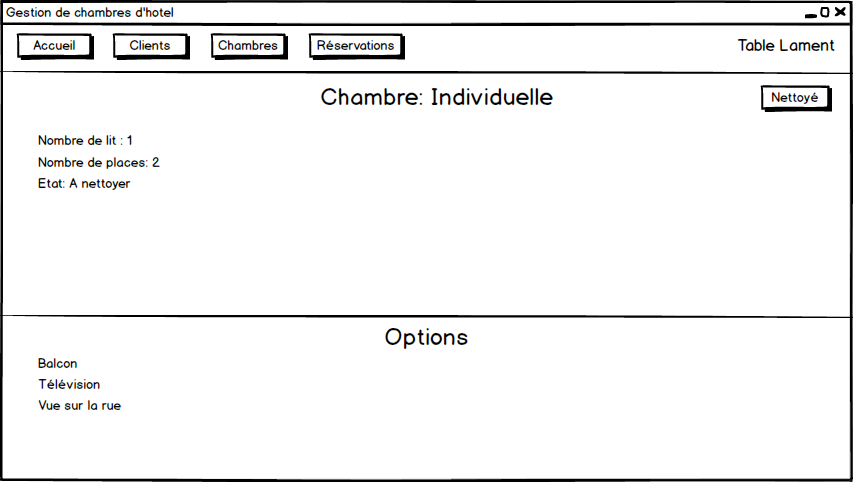 Gestion de chambres d'hotel
Accueil Clients Chambres Réservations Table Lament
Chambre: Individuelle Nettoyé
Nombre de lit : 1
Nombre de places: 2
Etat: A nettoyer
Options
Balcon
Télévision
Vue sur la rue